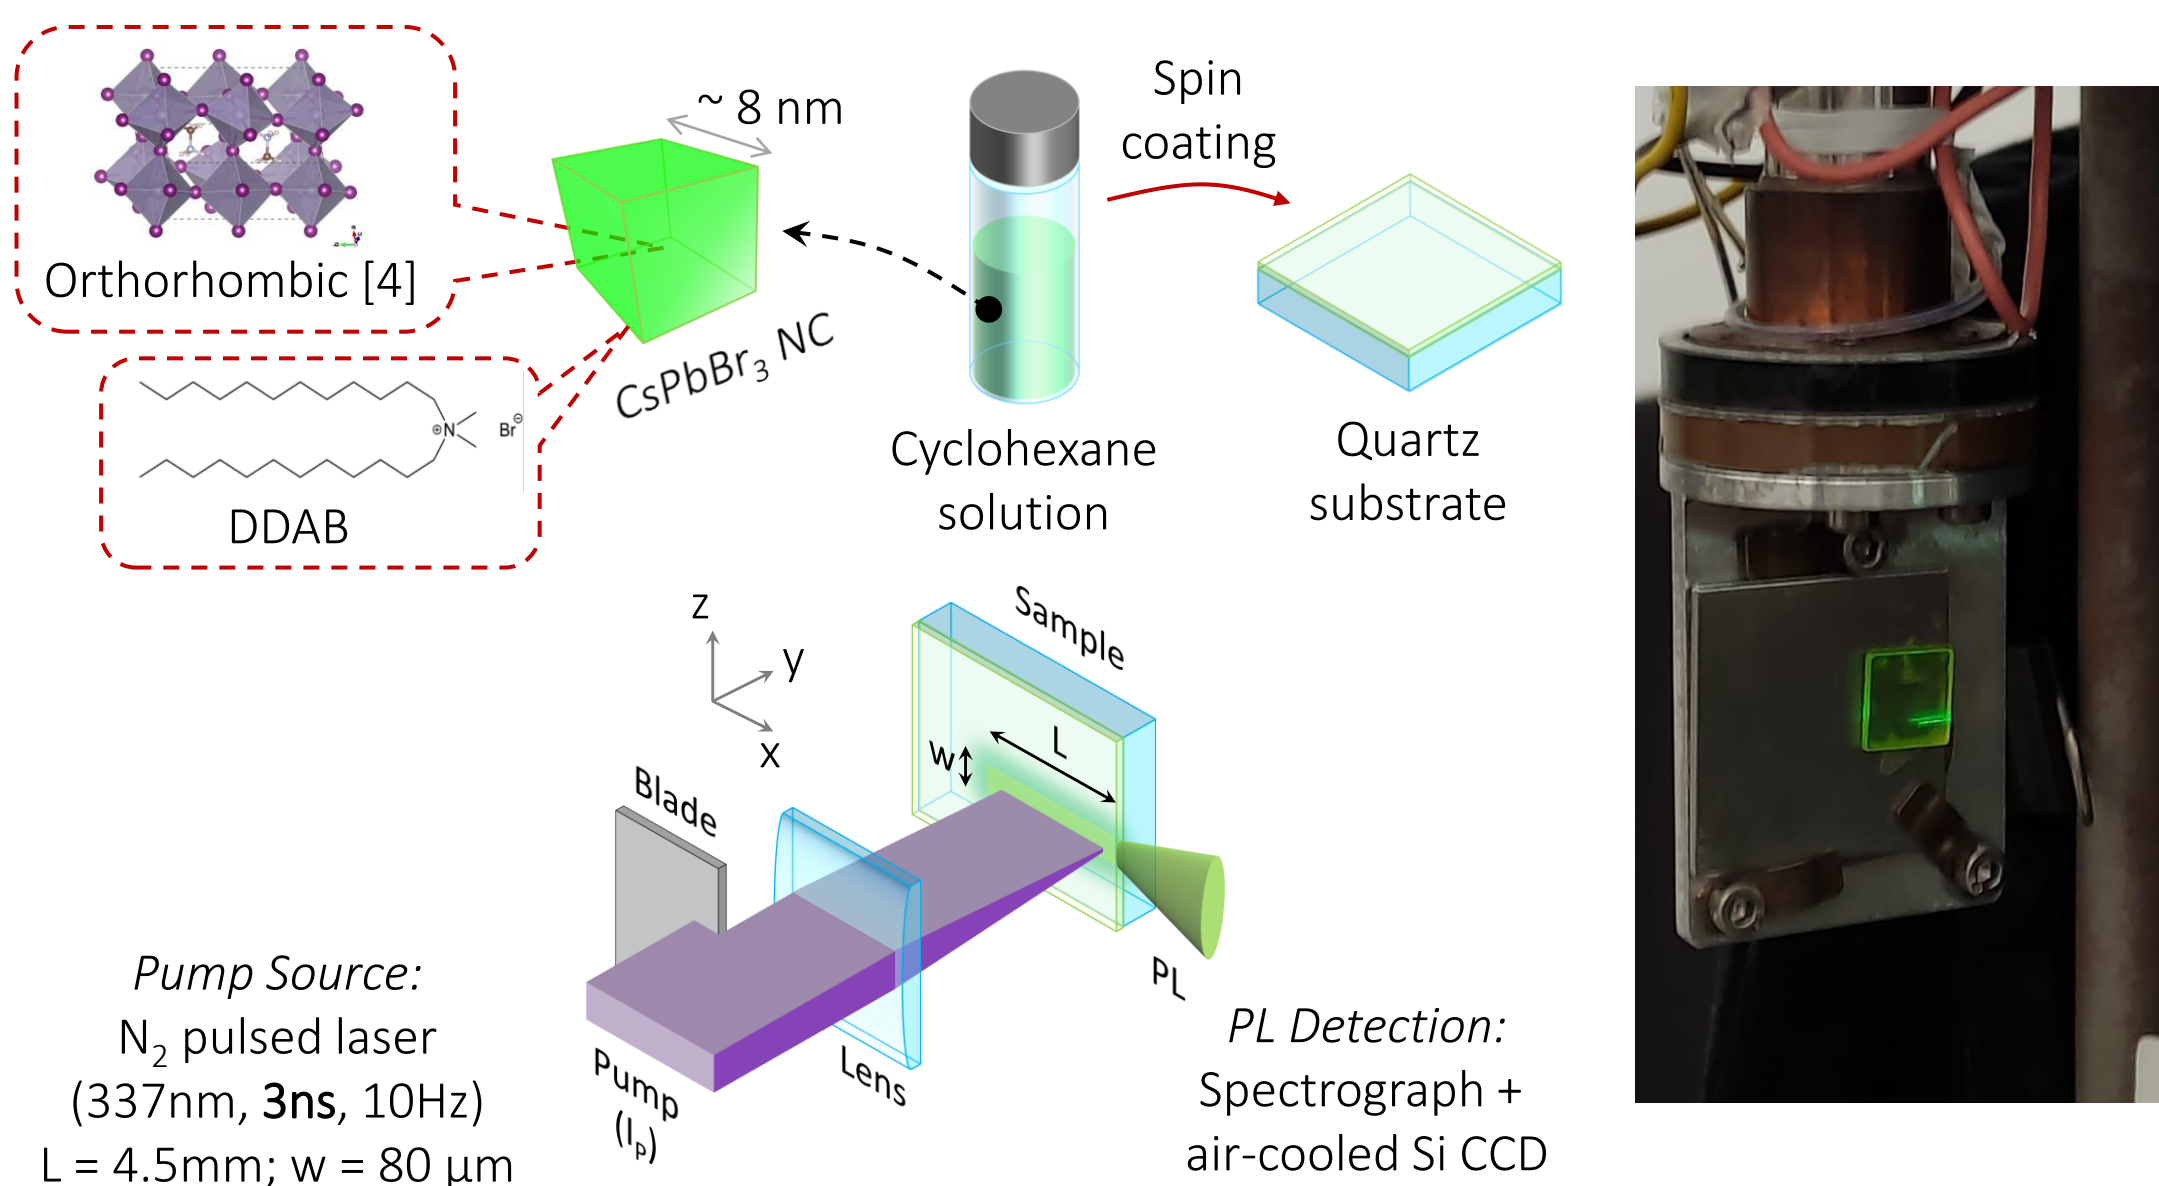 Orthorhombic [4]
~ 8 nm
CsPbBr₃ NC
N
Br
DDAB
Cyclohexane
solution
Spin
coating
Quartz
substrate
z
y
x
Sample
L
w
Blade
Lens
Pump
(Iₚ)
PL
Pump Source:
N₂ pulsed laser
(337nm, 3ns, 10Hz)
L = 4.5mm; w = 80 µm
PL Detection:
Spectrograph +
air-cooled Si CCD